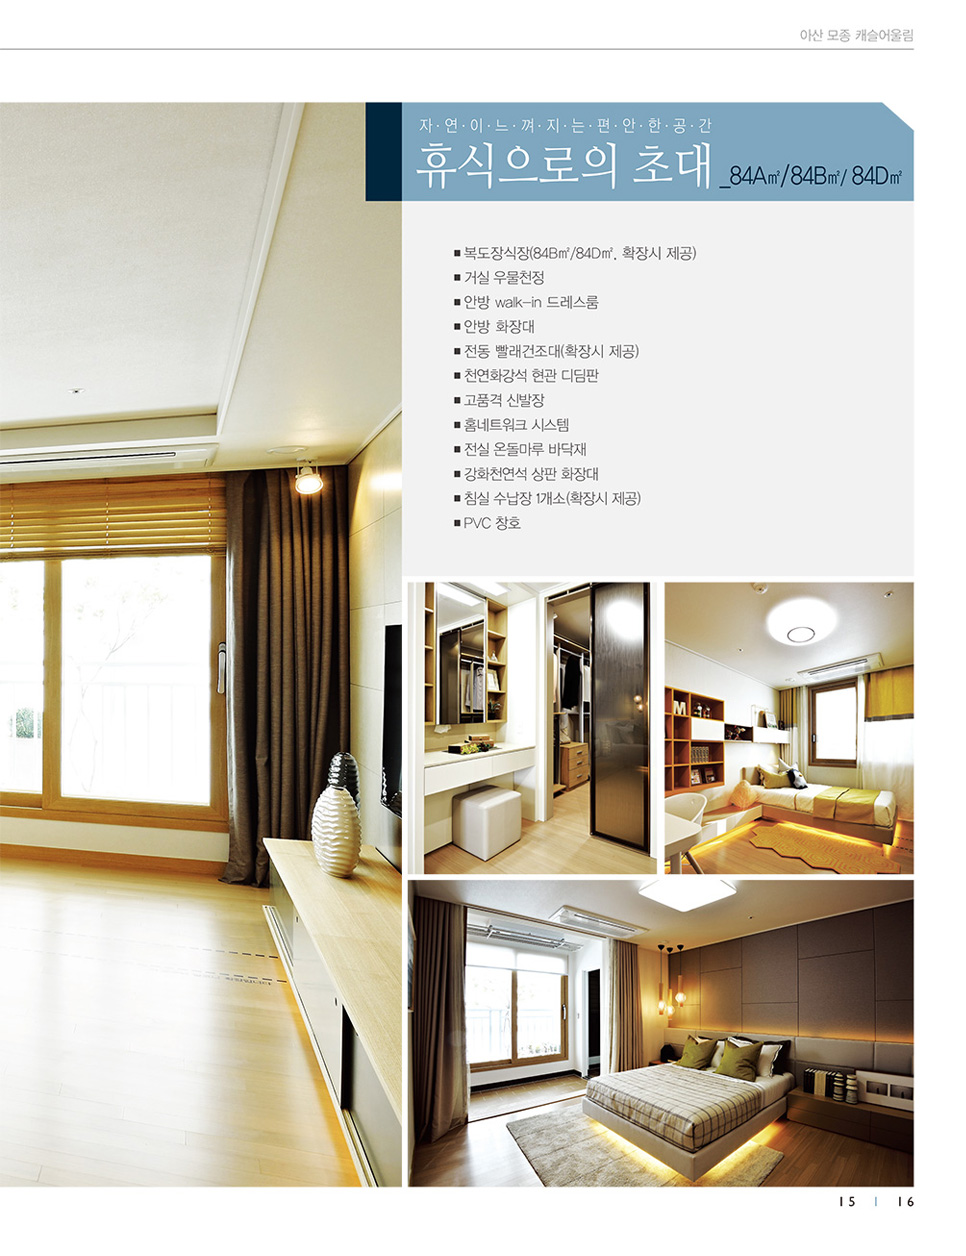 아산 모종 캐슬어울림
자·연·이·느·껴·지·는·편·안·한·공·간
휴식으로의 초대 _84A㎡/84B㎡/ 84D㎡
■ 복도장식장(84B㎡/84D㎡, 확장시 제공)
■ 거실 우물천정
■ 안방 walk-in 드레스룸
■ 안방 화장대
■ 전동 빨래건조대(확장시 제공)
■ 천연화강석 현관 디딤판
■ 고품격 신발장
■ 홈네트워크 시스템
■ 전실 온돌마루 바닥재
■ 강화천연석 상판 화장대
■ 침실 수납장 1개소(확장시 제공)
■ PVC 창호
M
15 | 16